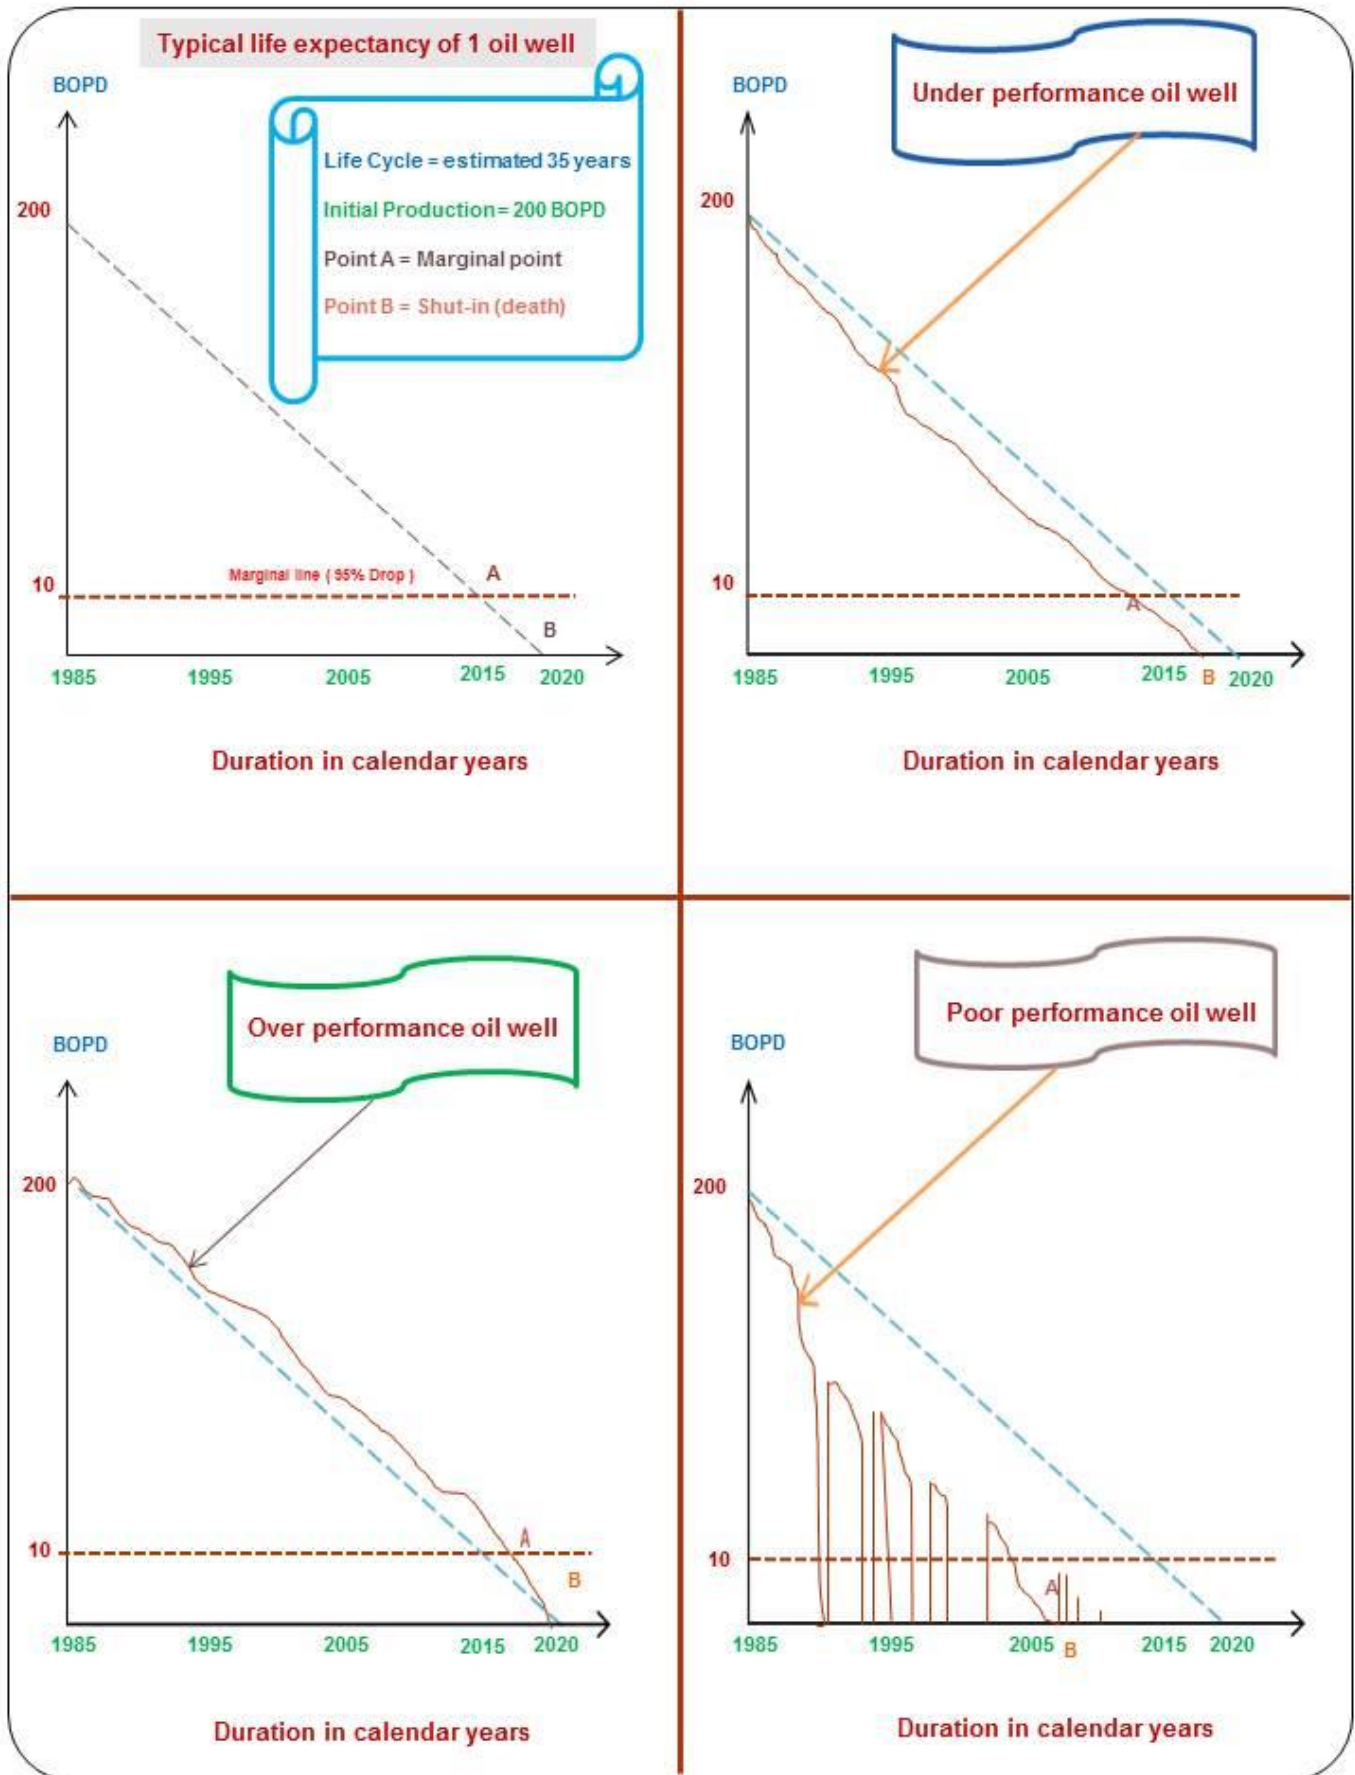 Typical life expectancy of 1 oil well
BOPD
Life Cycle = estimated 35 years
200
Initial Production = 200 BOPD
Point A = Marginal point
Point B = Shut-in (death)
10
Marginal line ( 95% Drop )
A
B
1985 1995 2005 2015 2020
Duration in calendar years
BOPD
Under performance oil well
200
10
A
1985 1995 2005 2015 B 2020
Duration in calendar years
Over performance oil well
BOPD
200
10
A
B
1985 1995 2005 2015 2020
Duration in calendar years
Poor performance oil well
BOPD
200
10
A
1985 1995 2005 2015 2020
B
Duration in calendar years